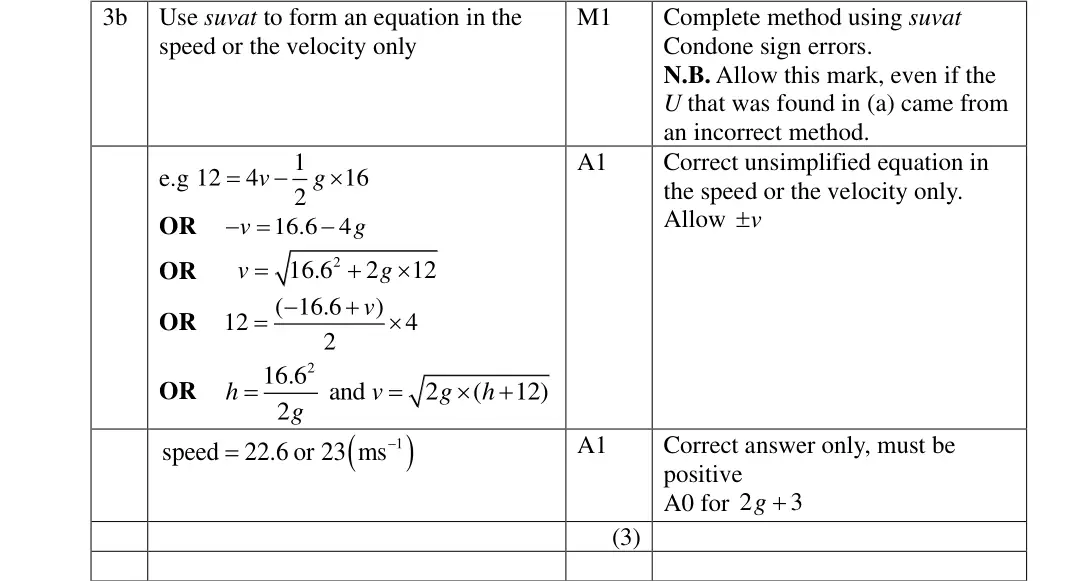 3b Use suvat to form an equation in the speed or the velocity only M1 Complete method using suvat
Condone sign errors.
N.B. Allow this mark, even if the
U that was found in (a) came from
an incorrect method.
e.g 12 = 4v − 1/2 g × 16 A1 Correct unsimplified equation in
the speed or the velocity only.
Allow ±v
OR −v = 16.6 − 4g
OR v = √(16.6² + 2g × 12)
OR 12 = (−16.6 + v)/2 × 4
OR h = 16.6²/2g and v = √(2g × (h + 12))
speed = 22.6 or 23 (ms⁻¹) A1 Correct answer only, must be
positive
A0 for 2g + 3
(3)